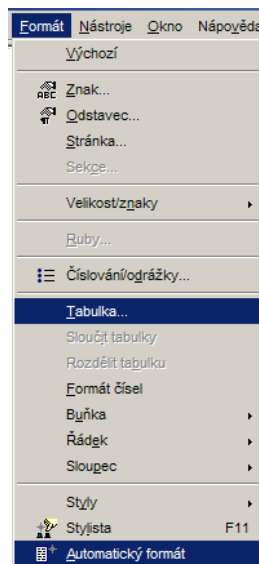 Formát Nástroje Okno Nápověda
Výchozí
Znak...
Odstavec...
Stránka...
Sekce...
Velikost/znaky
Ruby...
Číslování/odrážky...
Tabulka...
Sloučit tabulky
Rozdělit tabulku
Formát čísel
Buňka
Řádek
Sloupec
Styly
Stylista F11
Automatický formát